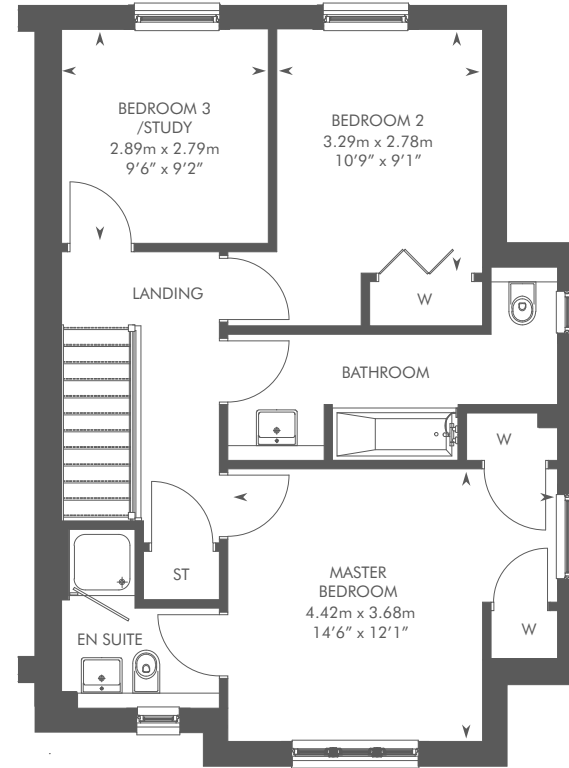 BEDROOM 3
/STUDY
2.89m x 2.79m
9’6” x 9’2”
BEDROOM 2
3.29m x 2.78m
10’9” x 9’1”
LANDING
W
BATHROOM
W
ST
MASTER
BEDROOM
4.42m x 3.68m
14’6” x 12’1”
W
EN SUITE